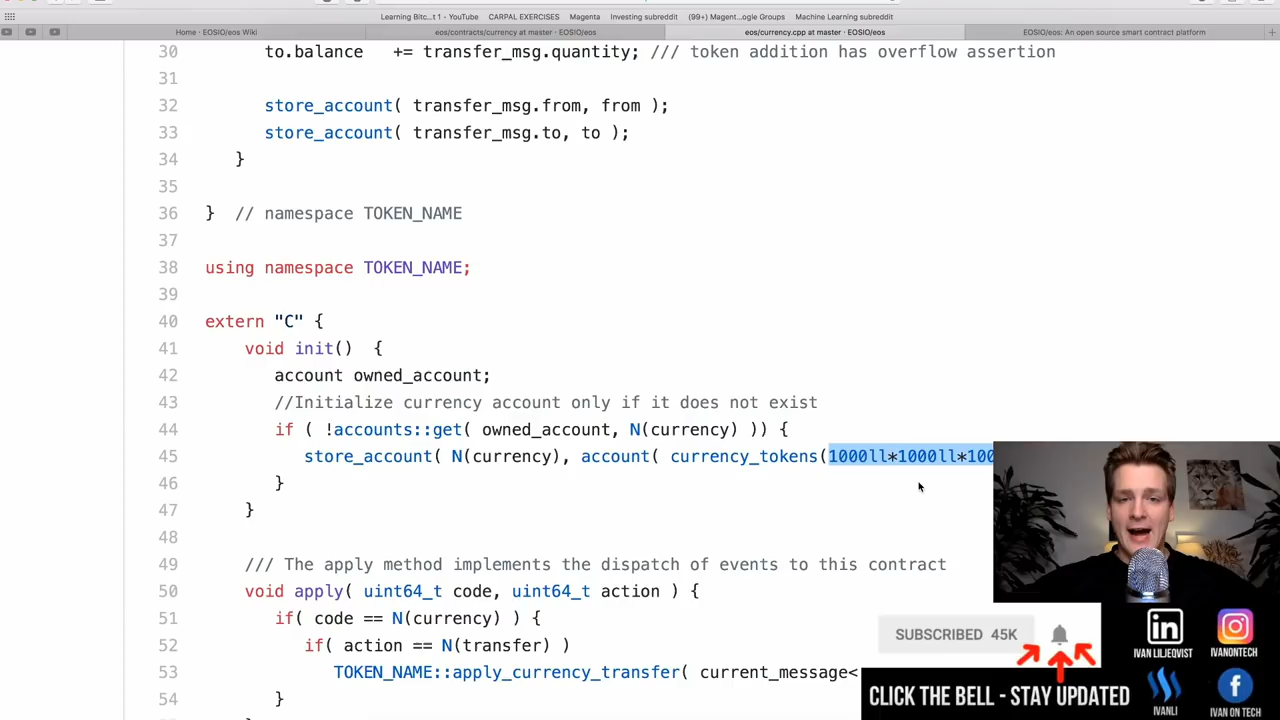 Learning Bitc...t 1 - YouTube CARPAL EXERCISES Magenta Investing subreddit (99+) Magent...ogle Groups Machine Learning subreddit
Home · EOSIO/eos Wiki eos/contracts/currency at master · EOSIO/eos eos/currency.cpp at master · EOSIO/eos EOSIO/eos: An open source smart contract platform
30 to.balance += transfer_msg.quantity; /// token addition has overflow assertion
31
32 store_account( transfer_msg.from, from );
33 store_account( transfer_msg.to, to );
34 }
35
36 } // namespace TOKEN_NAME
37
38 using namespace TOKEN_NAME;
39
40 extern "C" {
41 void init() {
42 account owned_account;
43 //Initialize currency account only if it does not exist
44 if ( !accounts::get( owned_account, N(currency) )) {
45 store_account( N(currency), account( currency_tokens(1000ll*1000ll*100
46 }
47 }
48
49 /// The apply method implements the dispatch of events to this contract
50 void apply( uint64_t code, uint64_t action ) {
51 if( code == N(currency) ) {
52 if( action == N(transfer) )
53 TOKEN_NAME::apply_currency_transfer( current_message<
54 }
SUBSCRIBED 45K
CLICK THE BELL - STAY UPDATED
in
IVAN LILJEQVIST
IVANONTECH
IVANLI
IVAN ON TECH